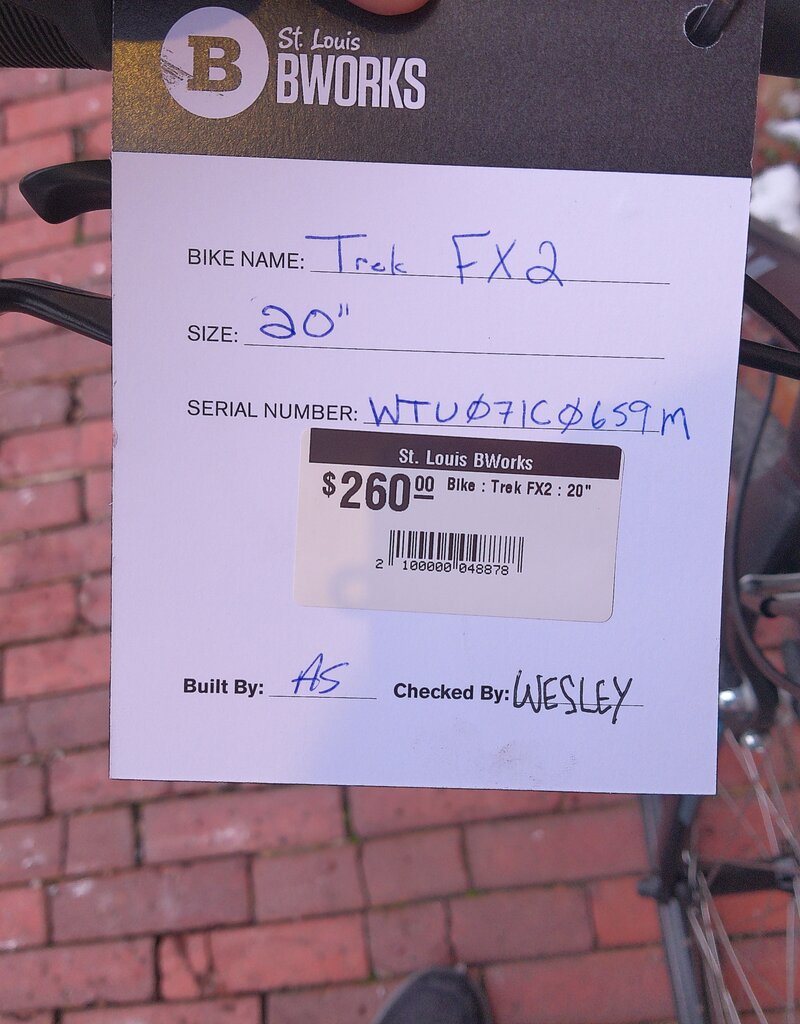 B
St. Louis
BWORKS
BIKE NAME: Trek FX2
SIZE: 20"
SERIAL NUMBER: WTUØ71CØ659M
St. Louis BWorks
$260.00 Bike : Trek FX2 : 20"
2 100000 048878
Built By: AS Checked By: WESLEY